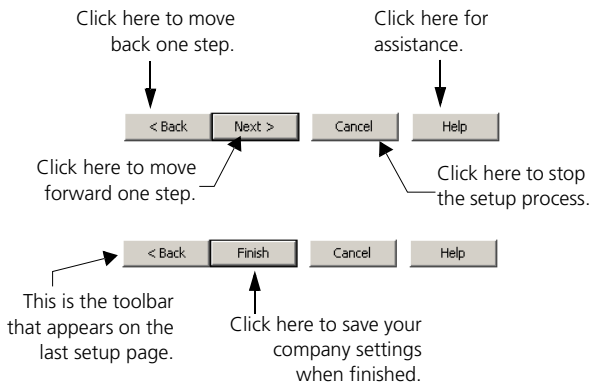 Click here to move
back one step.
Click here for
assistance.
< Back
Next >
Cancel
Help
Click here to move
forward one step.
Click here to stop
the setup process.
< Back
Finish
Cancel
Help
This is the toolbar
that appears on the
last setup page.
Click here to save your
company settings
when finished.